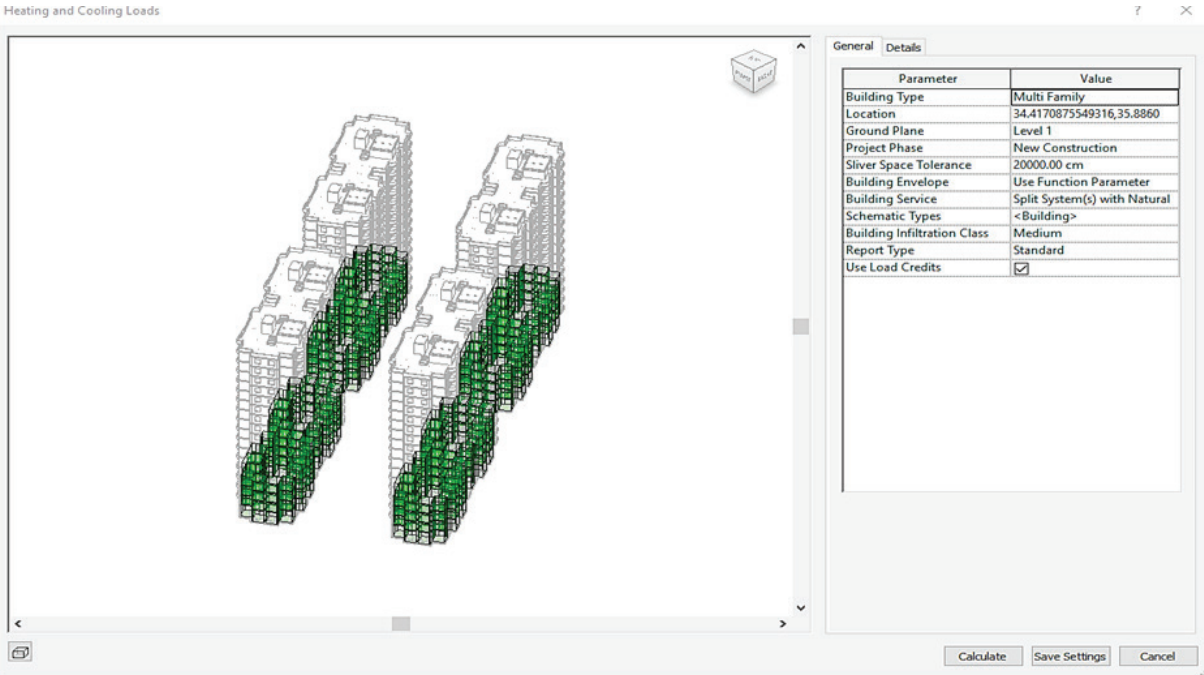 Heating and Cooling Loads
General Details
Parameter Value
Building Type Multi Family
Location 34.4170875549316,35.8860
Ground Plane Level 1
Project Phase New Construction
Sliver Space Tolerance 20000.00 cm
Building Envelope Use Function Parameter
Building Service Split System(s) with Natural
Schematic Types <Building>
Building Infiltration Class Medium
Report Type Standard
Use Load Credits
Calculate Save Settings Cancel